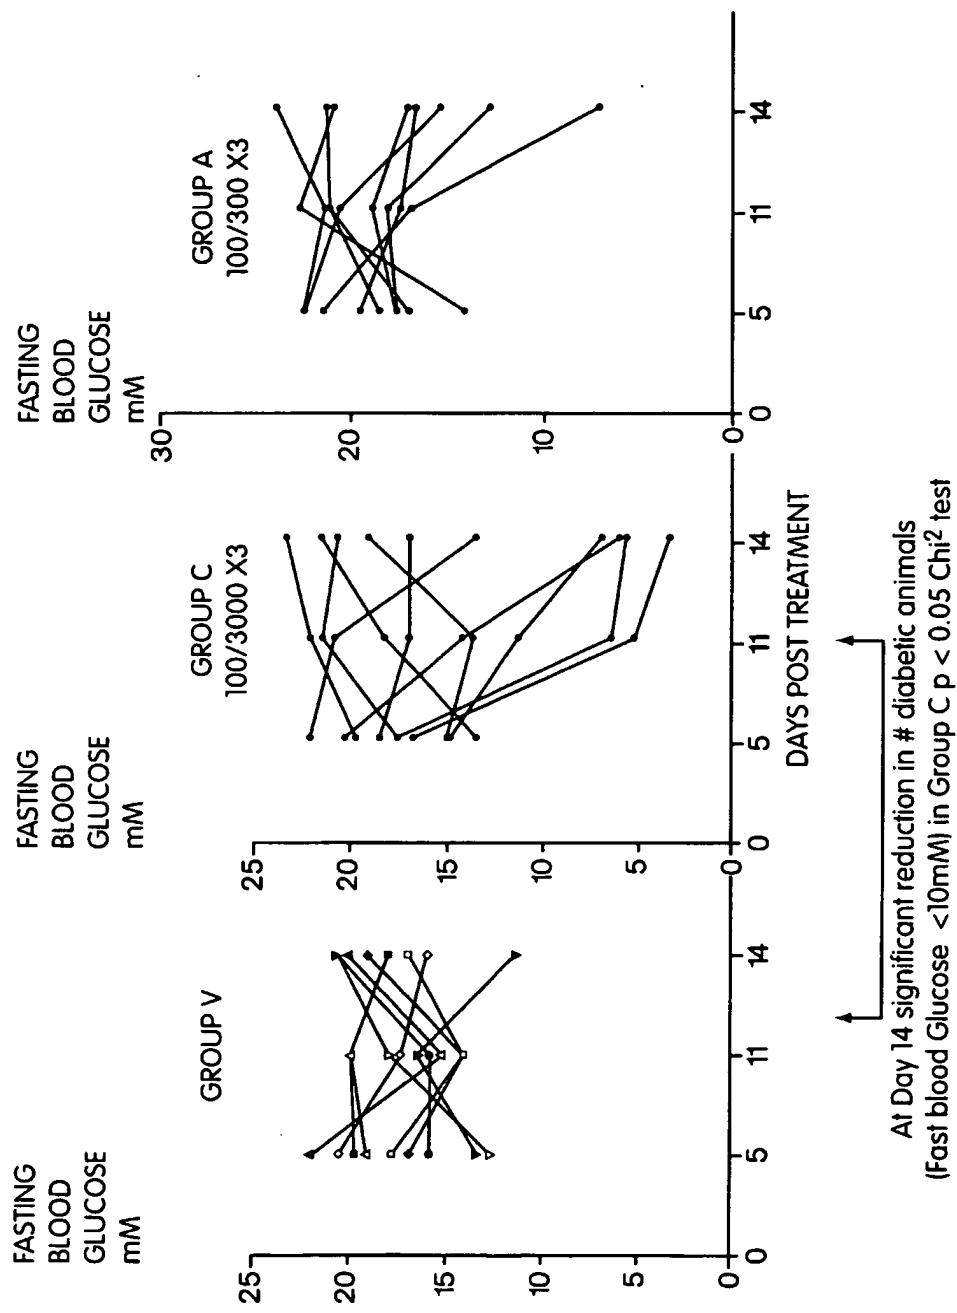 FASTING
BLOOD
GLUCOSE
mM
GROUP V
25
20
15
10
5
0
0
5
11
14
FASTING
BLOOD
GLUCOSE
mM
GROUP C
100/3000 X3
25
20
15
10
5
0
0
5
11
14
DAYS POST TREATMENT
FASTING
BLOOD
GLUCOSE
mM
GROUP A
100/300 X3
30
20
10
0
0
5
11
14
At Day 14 significant reduction in # diabetic animals
(Fast blood Glucose <10mM) in Group C p < 0.05 Chi² test